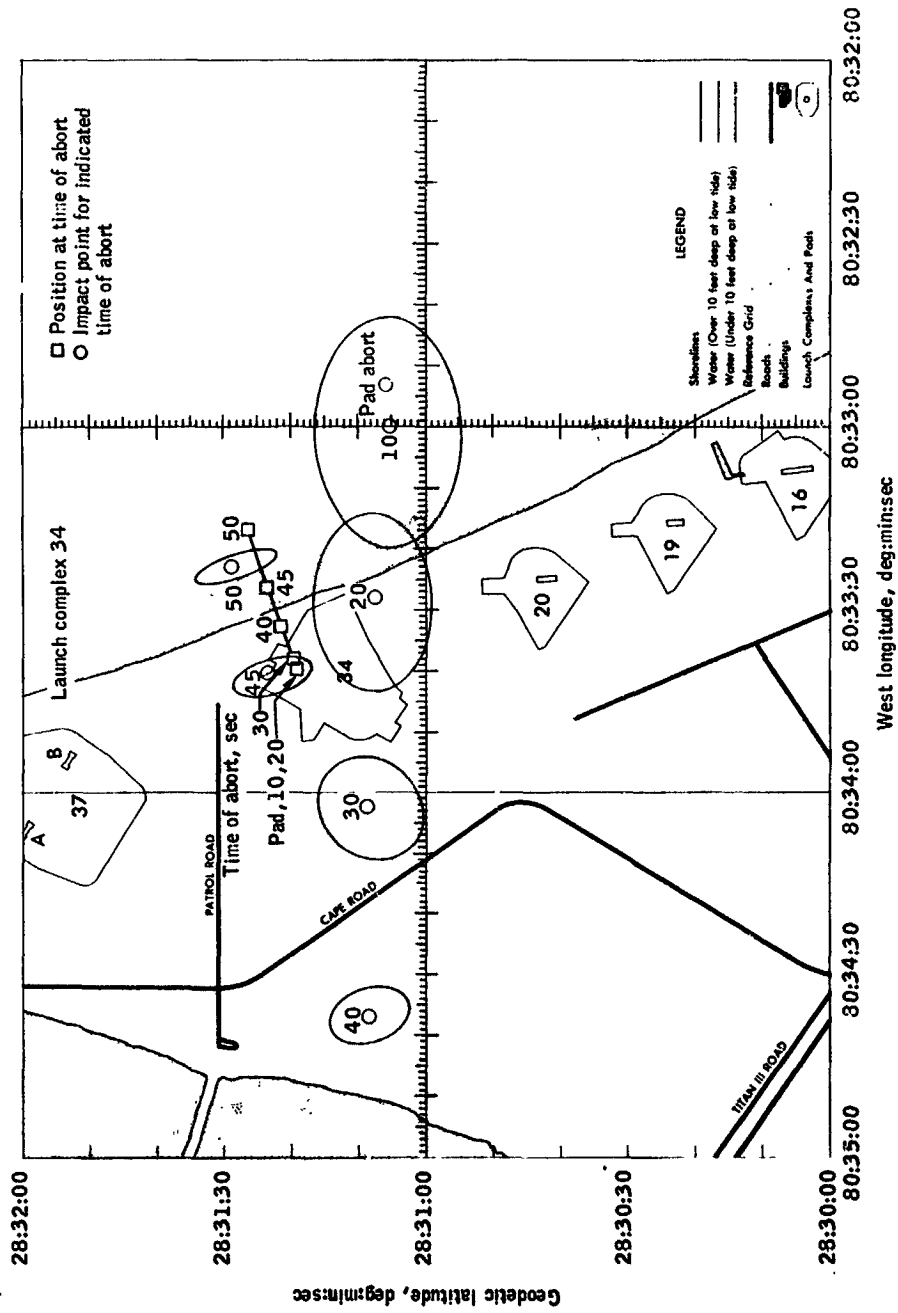 □ Position at time of abort
○ Impact point for indicated
time of abort
Launch complex 34
A
B
37
PATROL ROAD
Time of abort, sec
Pad,10,20
30
45
40
45
50
50
34
20
10
Pad abort
30
40
CAPE ROAD
TITAN III ROAD
20
19
16
LEGEND
Shorelines
Water (Over 10 feet deep at low tide)
Water (Under 10 feet deep at low tide)
Reference Grid
Roads
Buildings
Launch Complexes And Pads
28:32:00
28:31:30
28:31:00
28:30:30
28:30:00
Geodetic latitude, deg:min:sec
80:35:00
80:34:30
80:34:00
80:33:30
80:33:00
80:32:30
80:32:00
West longitude, deg:min:sec